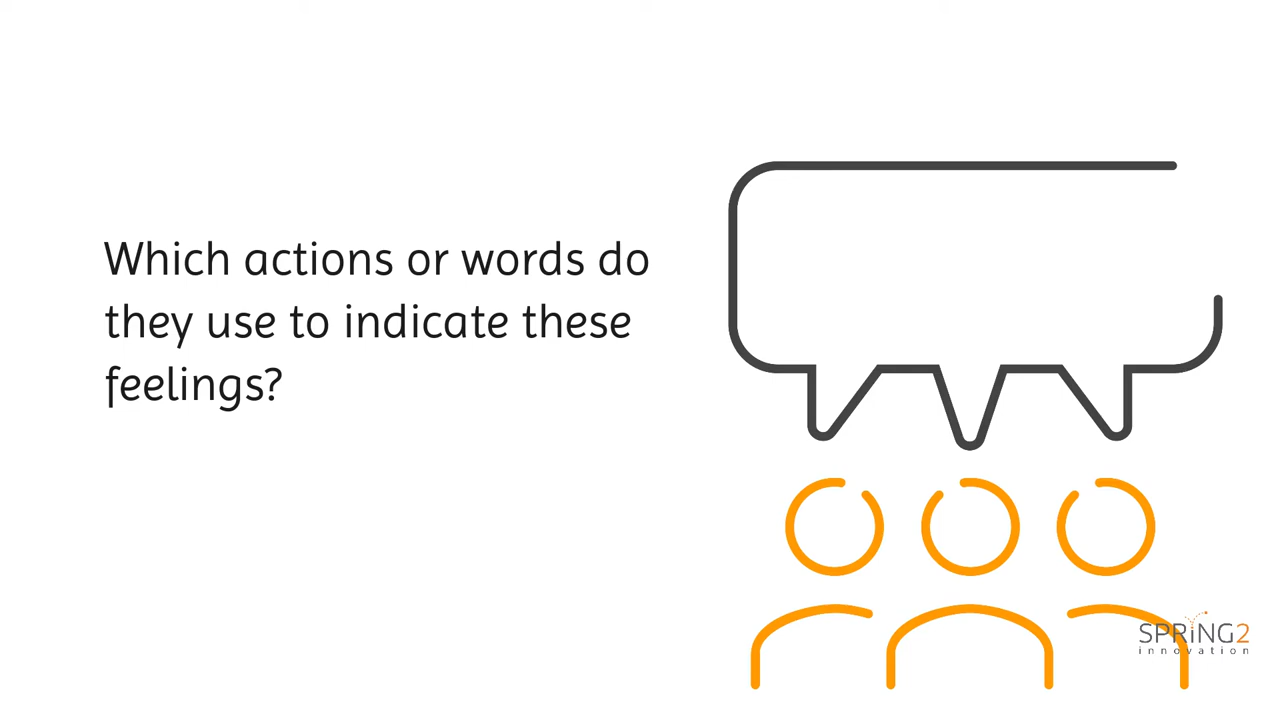 Which actions or words do
they use to indicate these
feelings?
SPRiNG2
innovation